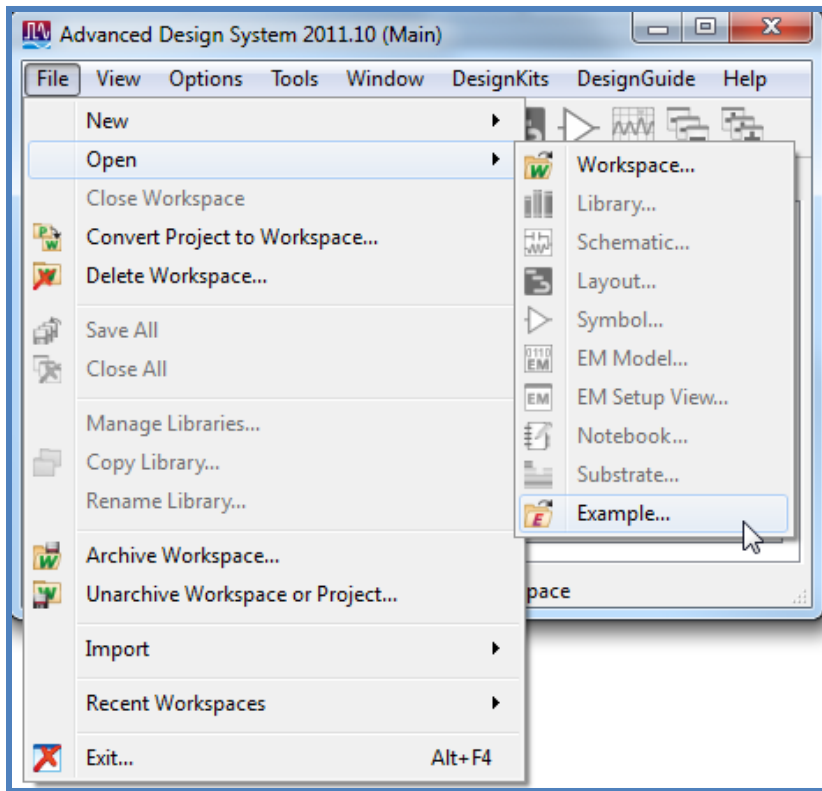 Advanced Design System 2011.10 (Main)
File View Options Tools Window DesignKits DesignGuide Help
New
Open
Close Workspace
Convert Project to Workspace...
Delete Workspace...
Save All
Close All
Manage Libraries...
Copy Library...
Rename Library...
Archive Workspace...
Unarchive Workspace or Project...
Import
Recent Workspaces
Exit... Alt+F4
Workspace...
Library...
Schematic...
Layout...
Symbol...
0110
EM
EM Model...
EM
EM Setup View...
Notebook...
Substrate...
Example...
pace